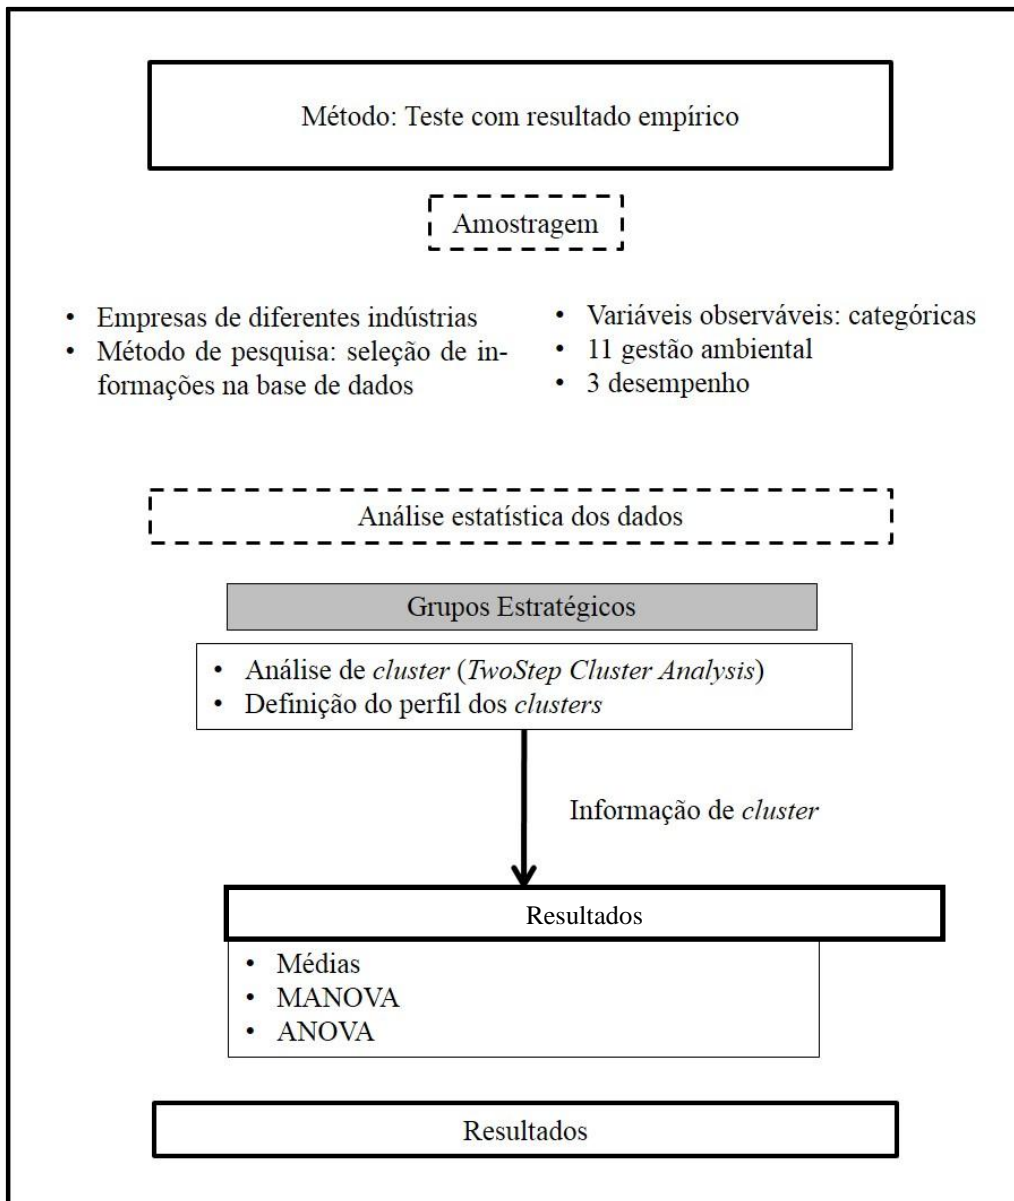 Método: Teste com resultado empírico
Amostragem
• Empresas de diferentes indústrias
• Método de pesquisa: seleção de in-
formações na base de dados
• Variáveis observáveis: categóricas
• 11 gestão ambiental
• 3 desempenho
Análise estatística dos dados
Grupos Estratégicos
• Análise de cluster (TwoStep Cluster Analysis)
• Definição do perfil dos clusters
Informação de cluster
Resultados
• Médias
• MANOVA
• ANOVA
Resultados